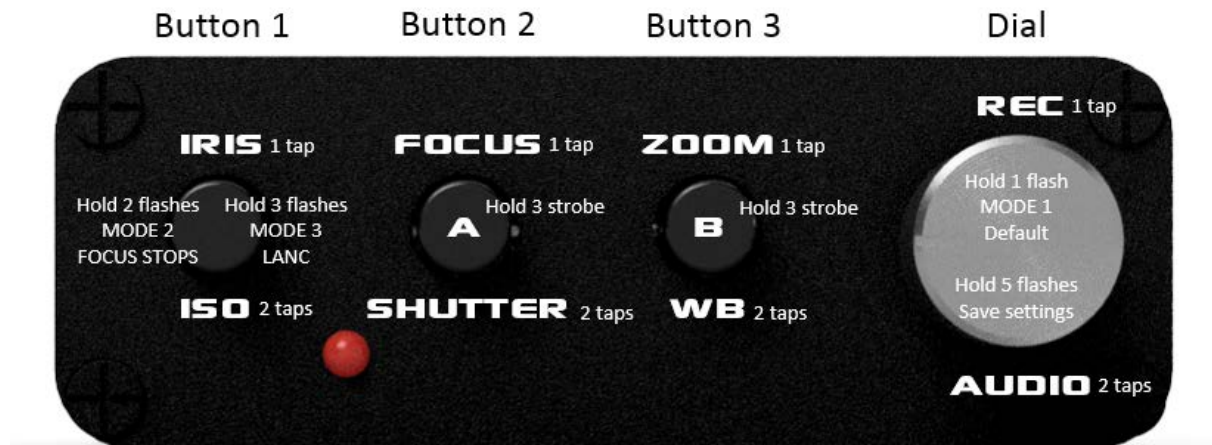 Button 1 Button 2 Button 3 Dial
REC 1 tap
IRIS 1 tap FOCUS 1 tap ZOOM 1 tap
Hold 2 flashes
MODE 2
FOCUS STOPS
Hold 3 flashes
MODE 3
LANC
A Hold 3 strobe
B Hold 3 strobe
Hold 1 flash
MODE 1
Default
Hold 5 flashes
Save settings
ISO 2 taps SHUTTER 2 taps WB 2 taps
AUDIO 2 taps